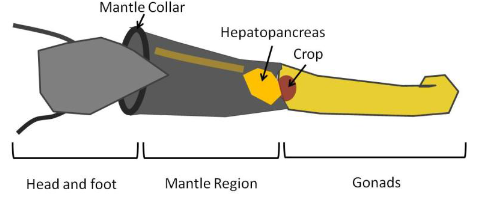 Mantle Collar
Hepatopancreas
Crop
Head and foot
Mantle Region
Gonads